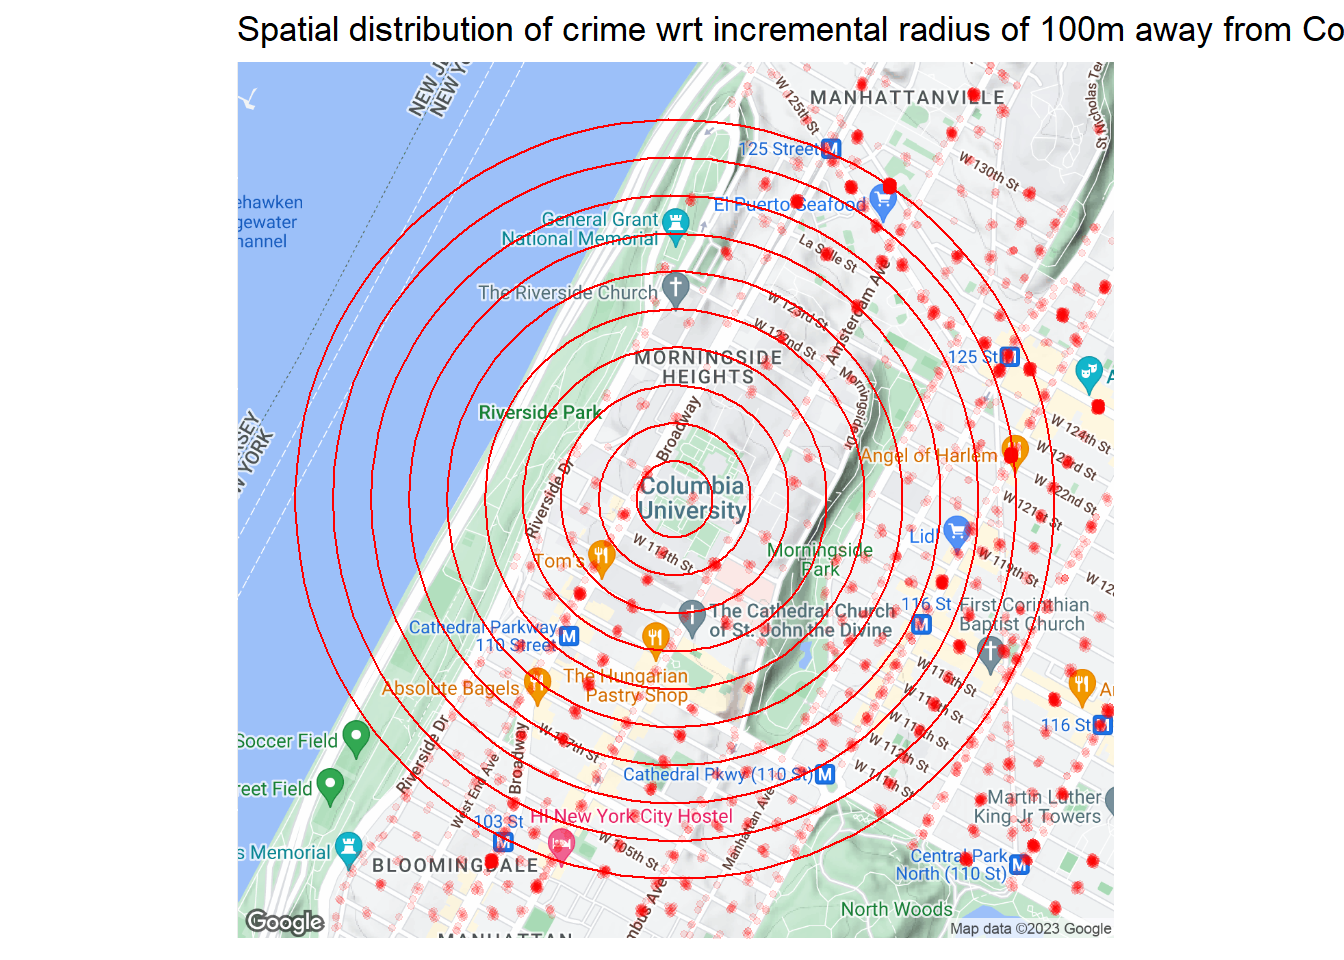 Spatial distribution of crime wrt incremental radius of 100m away from Co
NEW JE
NEW YO
MANHATTANVILLE
St. Nicholas Te
W 125th St
125 Street
W 130th St
ehawken
gewater
hannel
El Puerto Seafood
General Grant
National Memorial
La Salle St
The Riverside Church
W 123rd St
W 122nd St
Amsterdam Ave
MORNINGSIDE
HEIGHTS
125 St
Morningside Dr
A
Riverside Park
Broadway
RSEY
W YORK
W 124th St
Angel of Harlem
W 123rd St
W 122nd St
W 121st St
Columbia
University
Riverside Dr
Lidl
W 114th St
Tom's
Morningside
Park
W 119th St
W 12
116 St
First Corinthian
Baptist Church
The Cathedral Church
of St. John the Divine
Cathedral Parkway
110 Street
The Hungarian
Pastry Shop
Absolute Bagels
W 115th St
W 114th St
W 113th St
W 112th St
W 111th St
116 St
Soccer Field
Riverside Dr
Broadway
W 107th St
West End Ave
Cathedral Pkwy (110 St)
reet Field
HI New York City Hostel
103 St
Manhattan Ave
Martin Luther
King Jr Towers
s Memorial
BLOOMINGDALE
W 105th St
Central Park
North (110 St)
mbus Ave
North Woods
Google
Map data ©2023 Google
MANHATTAN